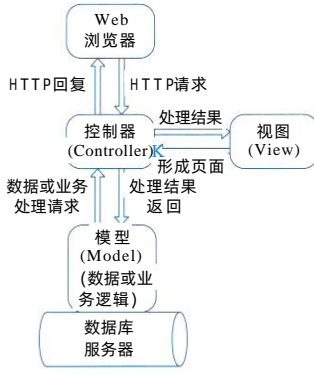 Web
浏览器
HTTP回复
HTTP请求
控制器
(Controller)
处理结果
形成页面
视图
(View)
数据或业务
处理请求
处理结果
返回
模型
(Model)
(数据或业
务逻辑)
数据库
服务器